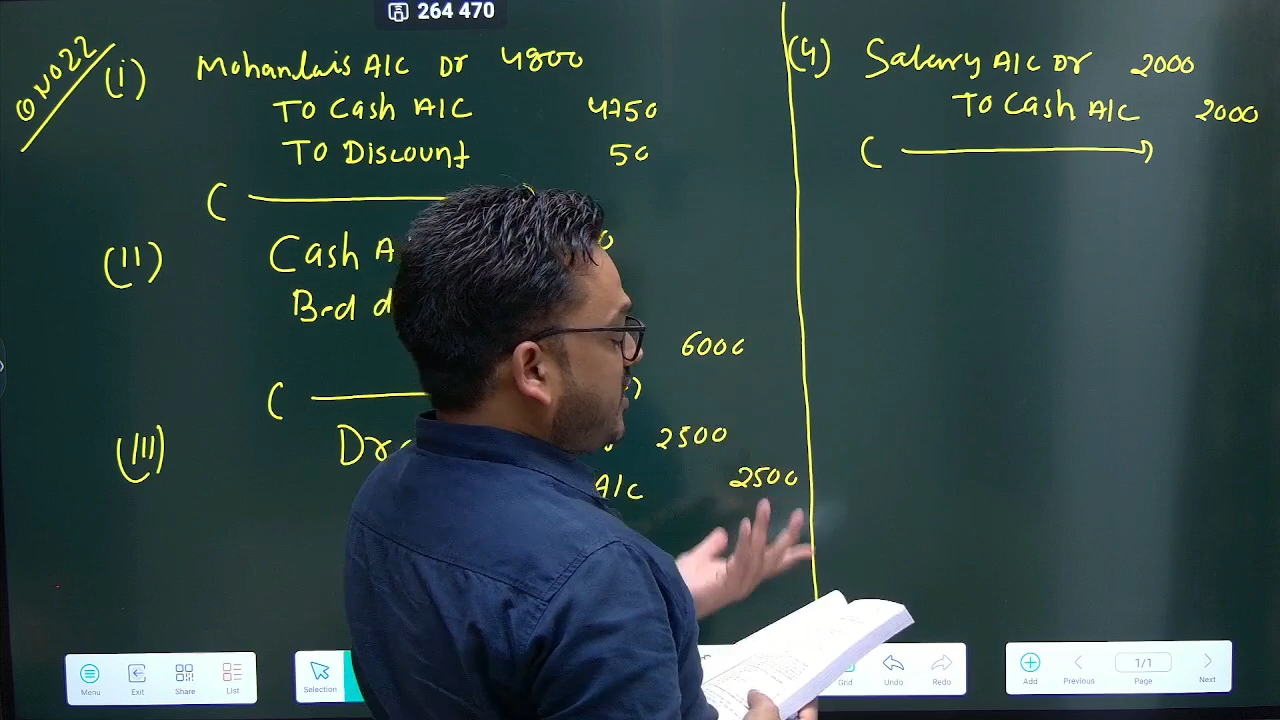 264 470
Q NO 22
(i) Mohanlais A/C Dr 4800
To Cash A/C 4750
To Discount 50
(II) Cash A
Bad d
6000
(III) Dr
2500
A/C 2500
(4) Salary A/C Dr 2000
To Cash A/C 2000
Menu Exit Share List
Selection
Grid Undo Redo
Add Previous 1/1 Page Next